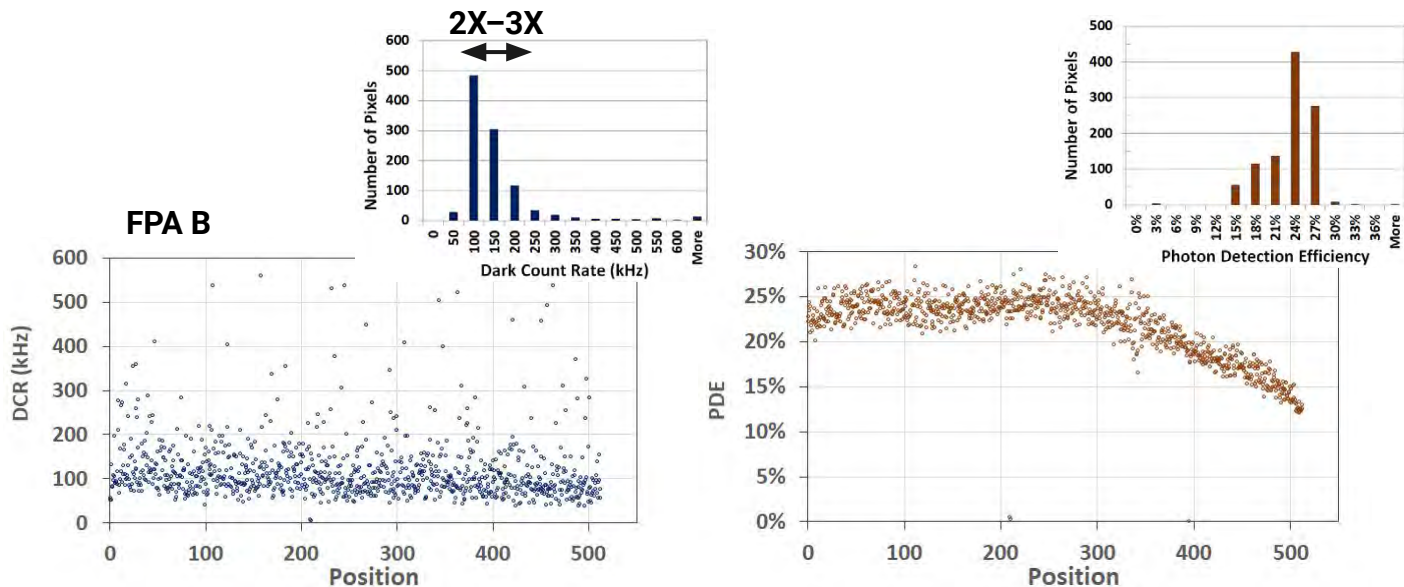 2X–3X
600
500
400
300
200
100
0
Number of Pixels
0 50 100 150 200 250 300 350 400 450 500 550 600 More
Dark Count Rate (kHz)
500
400
300
200
100
0
Number of Pixels
0% 3% 6% 9% 12% 15% 18% 21% 24% 27% 30% 33% 36% More
Photon Detection Efficiency
FPA B
600
500
400
300
200
100
0
DCR (kHz)
0 100 200 300 400 500
Position
30%
25%
20%
15%
10%
5%
0%
PDE
0 100 200 300 400 500
Position